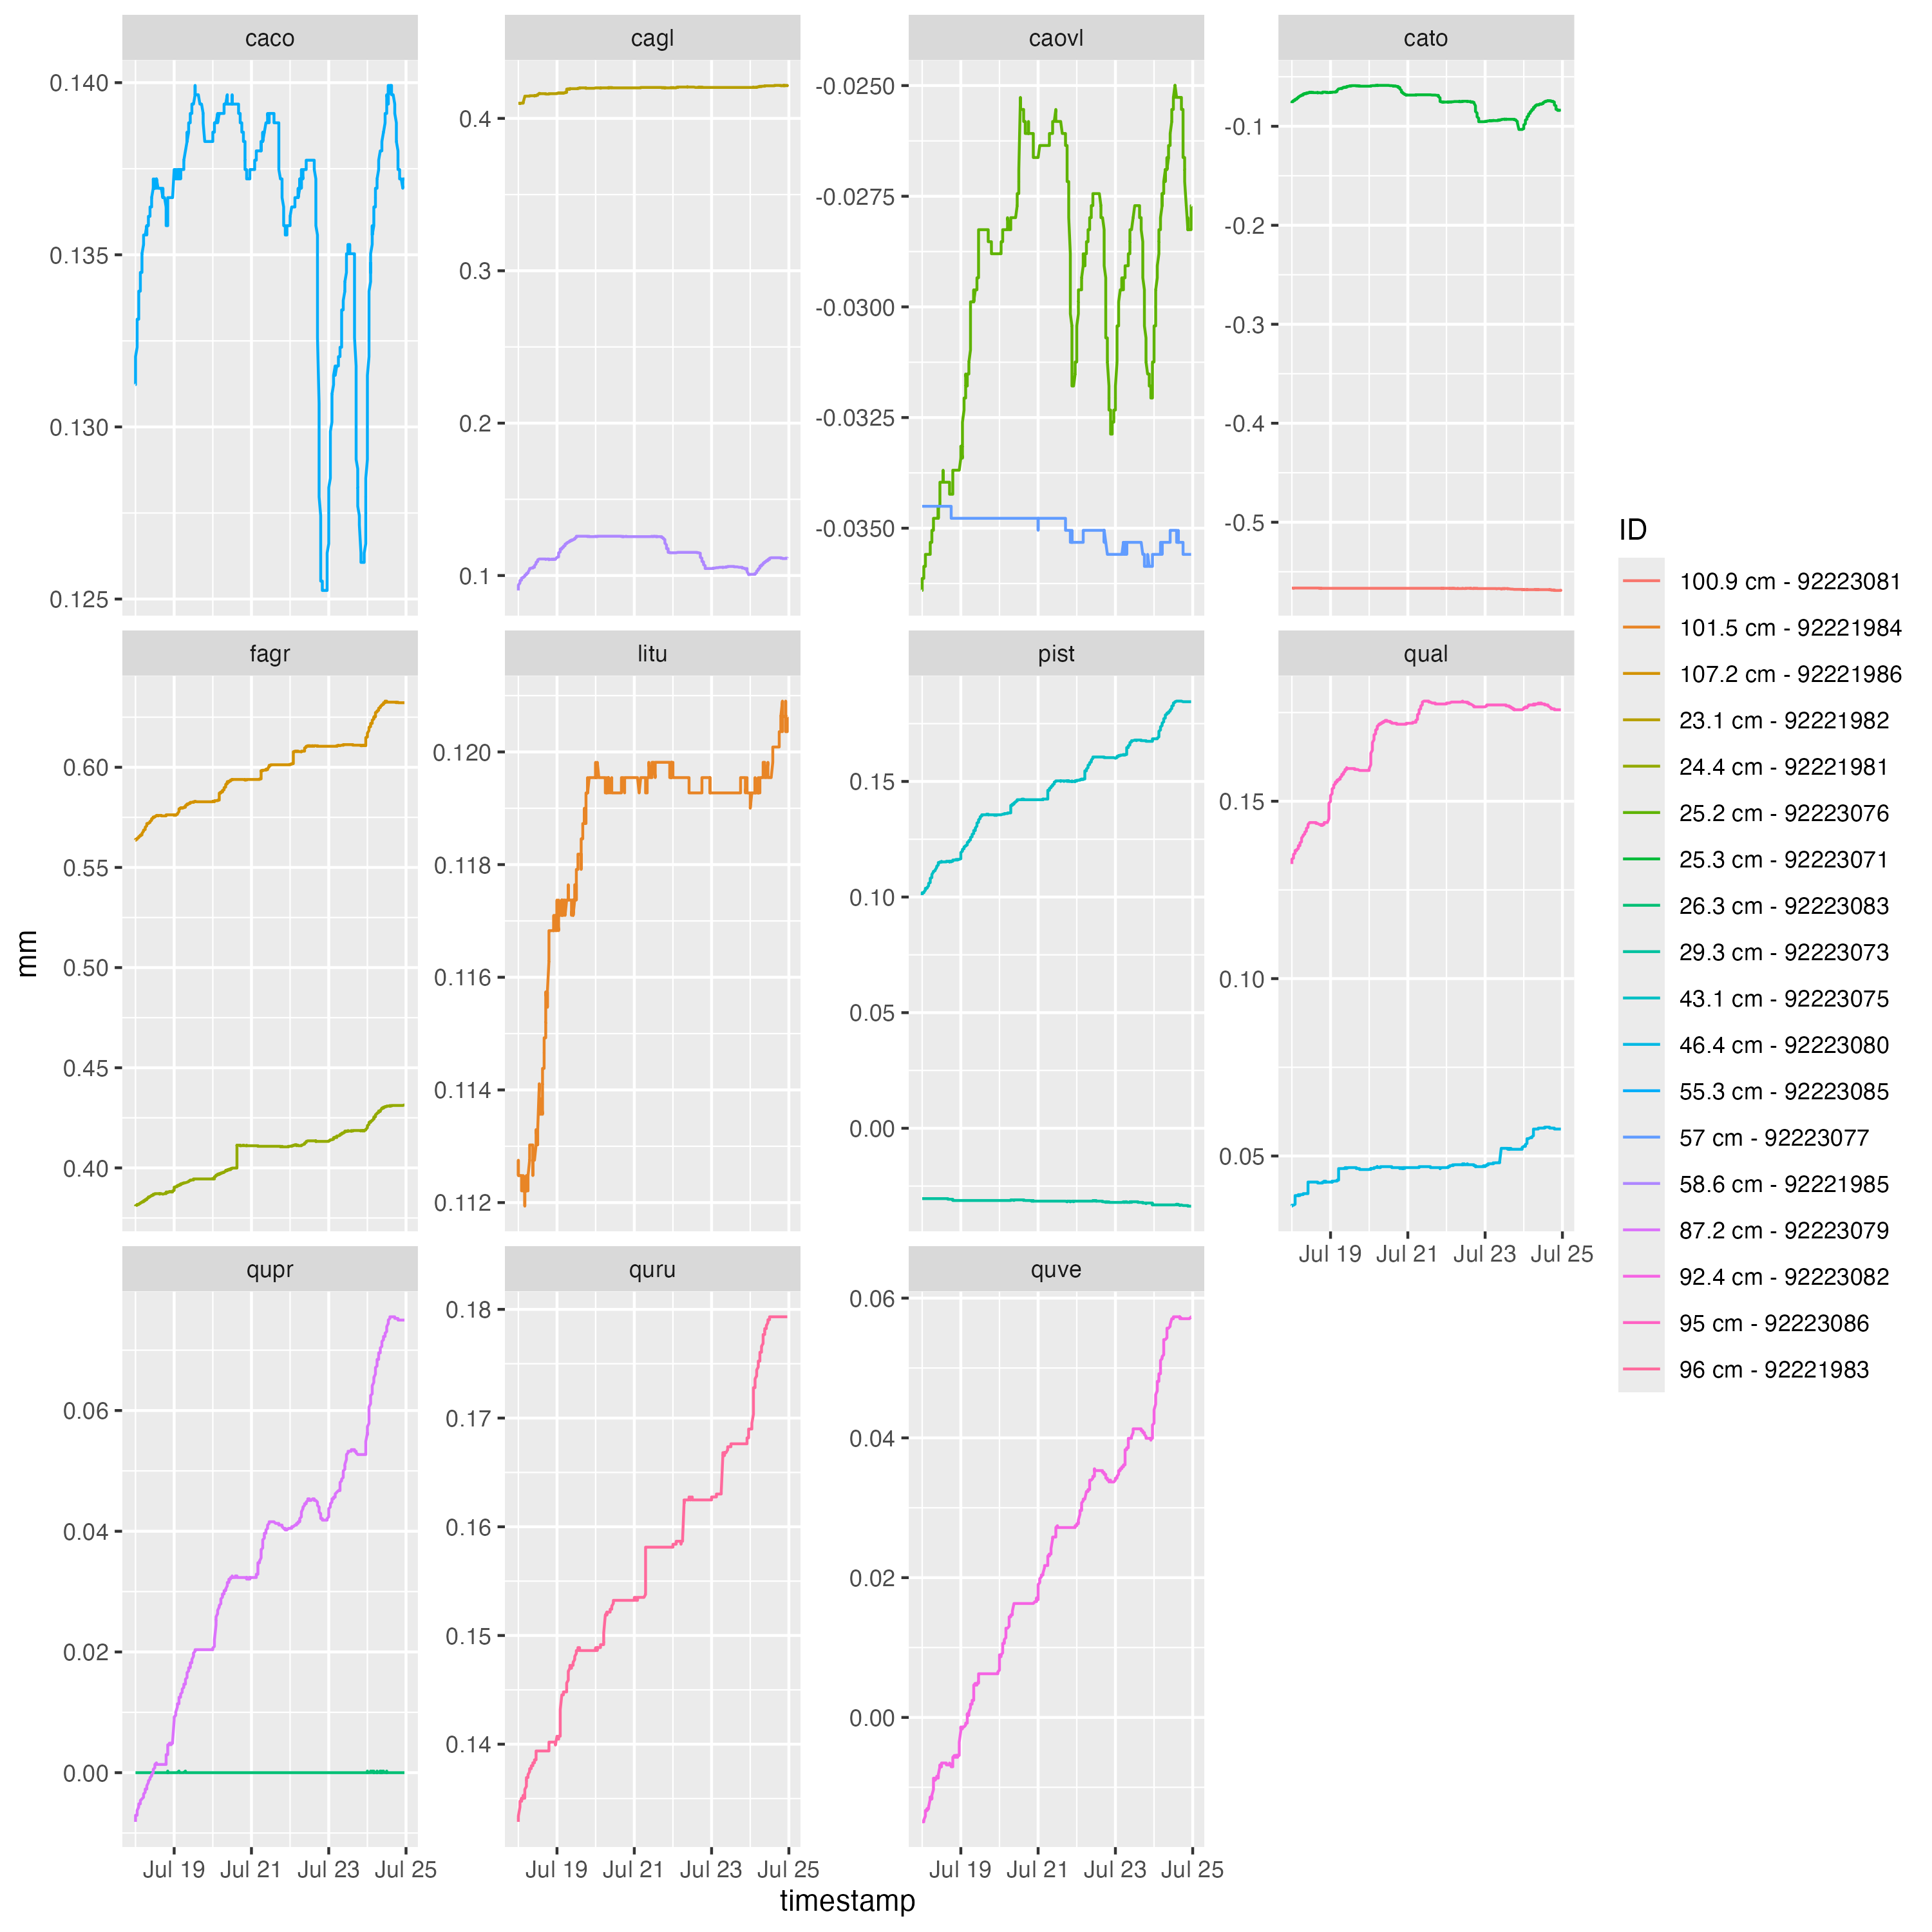 caco
cagl
caovl
cato
0.140
0.135
0.130
0.125
0.4
0.3
0.2
0.1
-0.0250
-0.0275
-0.0300
-0.0325
-0.0350
-0.1
-0.2
-0.3
-0.4
-0.5
fagr
litu
pist
qual
0.60
0.55
0.50
0.45
0.40
0.120
0.118
0.116
0.114
0.112
0.15
0.10
0.05
0.00
0.15
0.10
0.05
Jul 19 Jul 21 Jul 23 Jul 25
qupr
quru
quve
0.06
0.04
0.02
0.00
0.18
0.17
0.16
0.15
0.14
0.06
0.04
0.02
0.00
Jul 19 Jul 21 Jul 23 Jul 25
Jul 19 Jul 21 Jul 23 Jul 25
Jul 19 Jul 21 Jul 23 Jul 25
timestamp
mm
ID
100.9 cm - 92223081
101.5 cm - 92221984
107.2 cm - 92221986
23.1 cm - 92221982
24.4 cm - 92221981
25.2 cm - 92223076
25.3 cm - 92223071
26.3 cm - 92223083
29.3 cm - 92223073
43.1 cm - 92223075
46.4 cm - 92223080
55.3 cm - 92223085
57 cm - 92223077
58.6 cm - 92221985
87.2 cm - 92223079
92.4 cm - 92223082
95 cm - 92223086
96 cm - 92221983